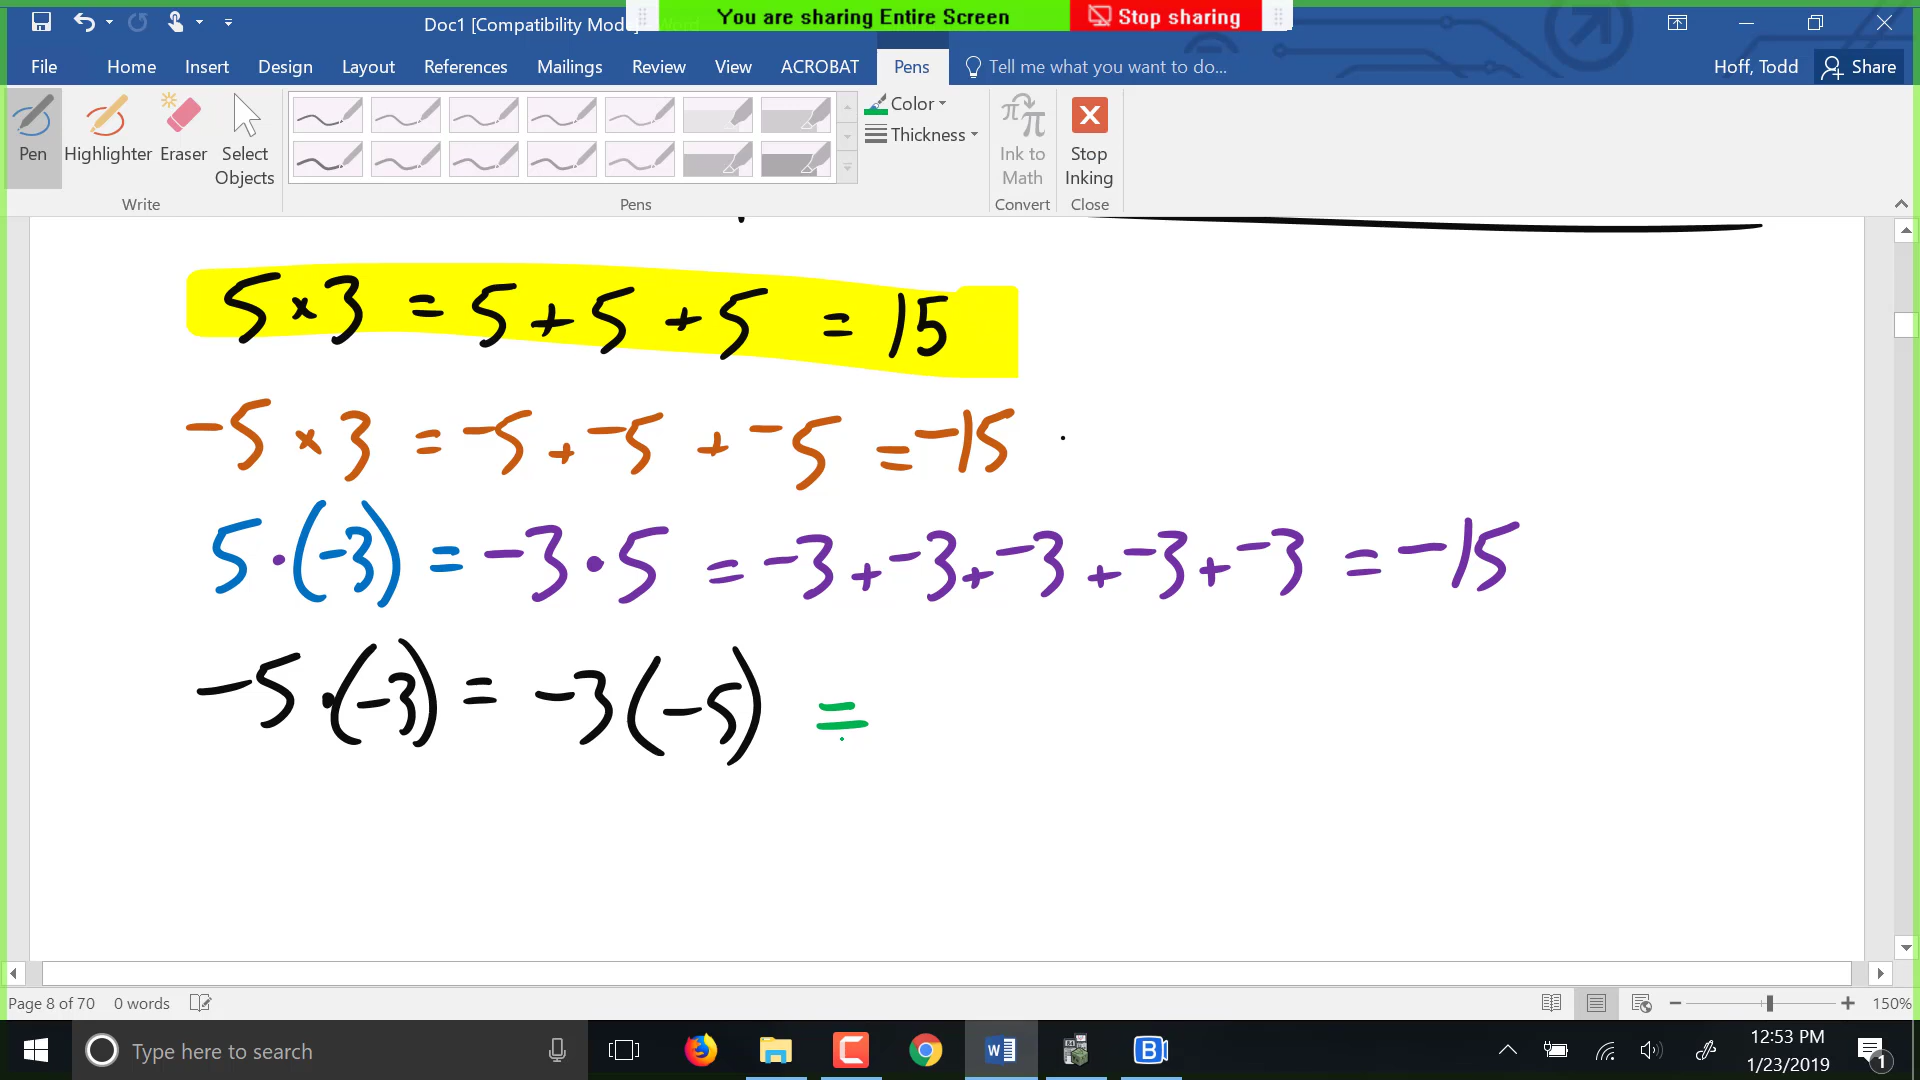 Doc1 [Compatibility Mod
You are sharing Entire Screen
Stop sharing
File Home Insert Design Layout References Mailings Review View ACROBAT Pens Tell me what you want to do... Hoff, Todd Share
Pen Highlighter Eraser Select Objects
Color
Thickness
Ink to Math
Stop Inking
Write Pens Convert Close
5 × 3 = 5 + 5 + 5 = 15
-5 × 3 = -5 + -5 + -5 = -15
5 · (-3) = -3 · 5 = -3 + -3 + -3 + -3 + -3 = -15
-5 · (-3) = -3 (-5) =
Page 8 of 70 0 words 150%
Type here to search
12:53 PM
1/23/2019
1